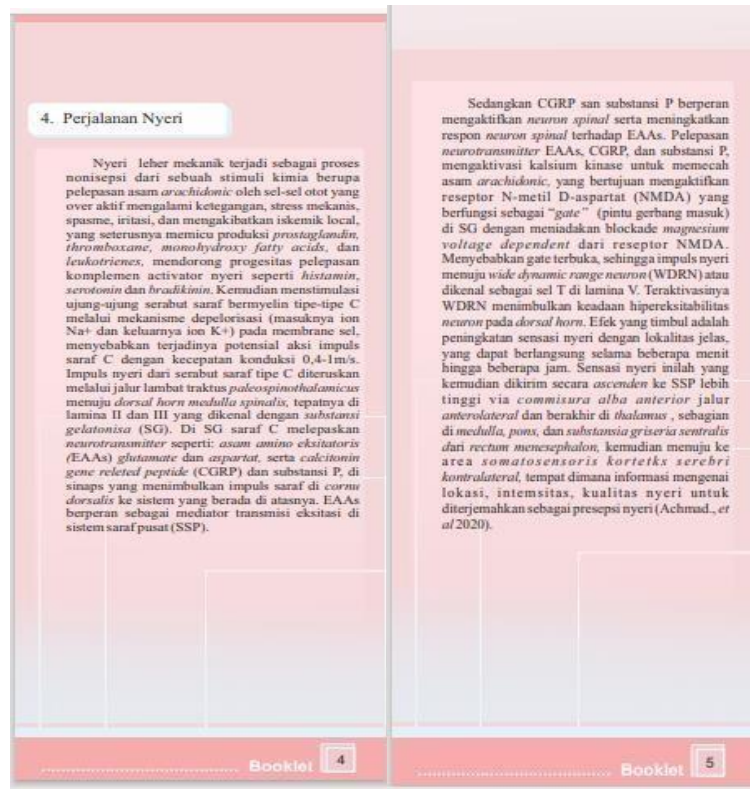 4. Perjalanan Nyeri
Nyeri leher mekanik terjadi sebagai proses
nonisepsi dari sebuah stimuli kimia berupa
pelepasan asam arachidonic oleh sel-sel otot yang
over aktif mengalami ketegangan, stress mekanis,
spasme, iritasi, dan mengakibatkan iskemik local,
yang seterusnya memicu produksi prostaglandin,
thromboxane, monohydroxy fatty acids, dan
leukotrienes, mendorong progesitas pelepasan
komplemen activator nyeri seperti histamin,
serotonin dan bradikinin. Kemudian menstimulasi
ujung-ujung serabut saraf bermyelin tipe-tipe C
melalui mekanisme depelorisasi (masuknya ion
Na+ dan keluarnya ion K+) pada membrane sel,
menyebabkan terjadinya potensial aksi impuls
saraf C dengan kecepatan konduksi 0,4-1m/s.
Impuls nyeri dari serabut saraf tipe C diteruskan
melalui jalur lambat traktus paleospinothalamicus
menuju dorsal horn medulla spinalis, tepatnya di
lamina II dan III yang dikenal dengan substansi
gelatonisa (SG). Di SG saraf C melepaskan
neurotransmitter seperti: asam amino eksitatoris
(EAAs) glutamate dan aspartat, serta calcitonin
gene releted peptide (CGRP) dan substansi P, di
sinaps yang menimbulkan impuls saraf di cornu
dorsalis ke sistem yang berada di atasnya. EAAs
berperan sebagai mediator transmisi eksitasi di
sistem saraf pusat (SSP).
Booklet 4
Sedangkan CGRP san substansi P berperan
mengaktifkan neuron spinal serta meningkatkan
respon neuron spinal terhadap EAAs. Pelepasan
neurotransmitter EAAs, CGRP, dan substansi P,
mengaktivasi kalsium kinase untuk memecah
asam arachidonic, yang bertujuan mengaktifkan
reseptor N-metil D-aspartat (NMDA) yang
berfungsi sebagai "gate" (pintu gerbang masuk)
di SG dengan meniadakan blockade magnesium
voltage dependent dari reseptor NMDA.
Menyebabkan gate terbuka, sehingga impuls nyeri
menuju wide dynamic range neuron (WDRN) atau
dikenal sebagai sel T di lamina V. Teraktivasinya
WDRN menimbulkan keadaan hipereksitabilitas
neuron pada dorsal horn. Efek yang timbul adalah
peningkatan sensasi nyeri dengan lokalitas jelas,
yang dapat berlangsung selama beberapa menit
hingga beberapa jam. Sensasi nyeri inilah yang
kemudian dikirim secara ascenden ke SSP lebih
tinggi via commisura alba anterior jalur
anterolateral dan berakhir di thalamus , sebagian
di medulla, pons, dan substansia griseria sentralis
dari rectum menesephalon, kemudian menuju ke
area somatosensoris kortetks serebri
kontralateral, tempat dimana informasi mengenai
lokasi, intemsitas, kualitas nyeri untuk
diterjemahkan sebagai presepsi nyeri (Achmad., et
al 2020).
Booklet 5